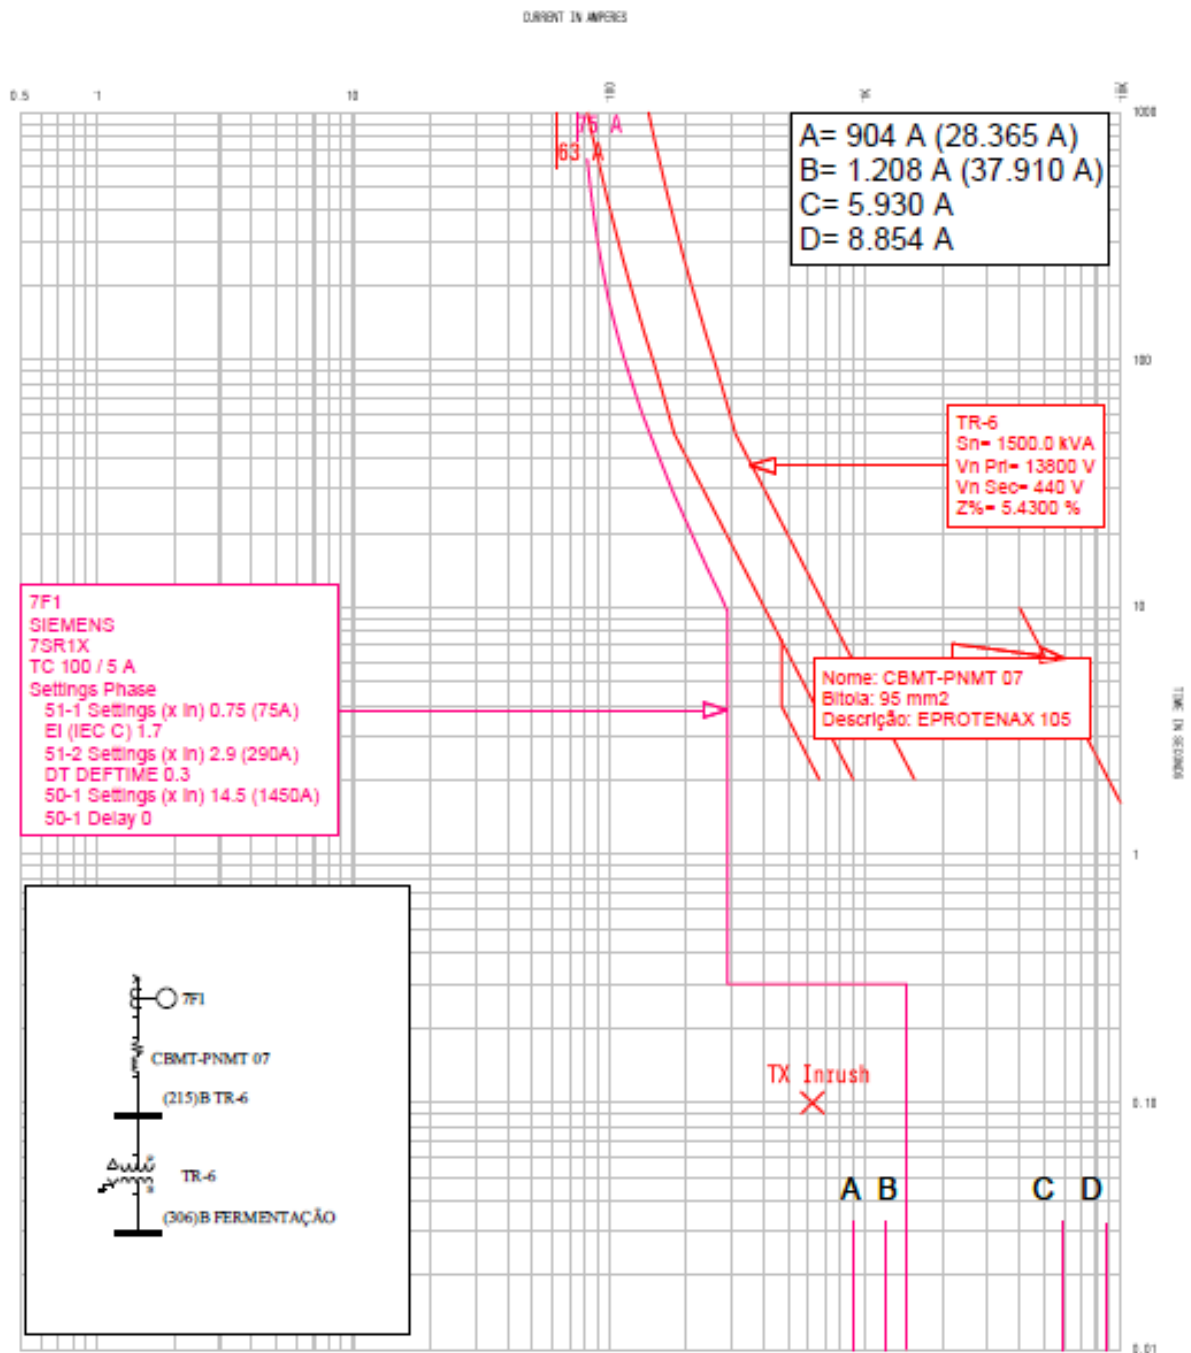 CURRENT IN AMPERES
0.5 1 10 100 1K 10K
1000
75 A
63 A
A= 904 A (28.365 A)
B= 1.208 A (37.910 A)
C= 5.930 A
D= 8.854 A
100
TR-6
Sn= 1500.0 kVA
Vn Pri= 13800 V
Vn Sec= 440 V
Z%= 5.4300 %
10
7F1
SIEMENS
7SR1X
TC 100 / 5 A
Settings Phase
51-1 Settings (x In) 0.75 (75A)
EI (IEC C) 1.7
51-2 Settings (x In) 2.9 (290A)
DT DEFTIME 0.3
50-1 Settings (x In) 14.5 (1450A)
50-1 Delay 0
Nome: CBMT-PNMT 07
Bitola: 95 mm2
Descrição: EPROTENAX 105
TIME IN SECONDS
1
7F1
CBMT-PNMT 07
(215)B TR-6
TR-6
(306)B FERMENTAÇÃO
TX Inrush
0.10
A B C D
0.01